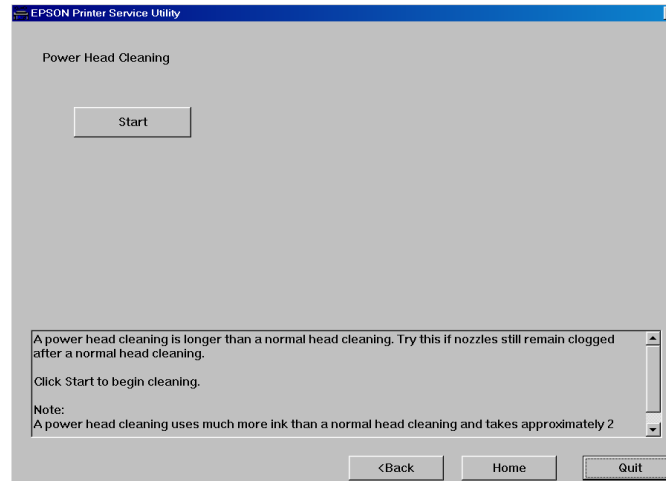 EPSON Printer Service Utility
Power Head Cleaning
Start
A power head cleaning is longer than a normal head cleaning. Try this if nozzles still remain clogged
after a normal head cleaning.
Click Start to begin cleaning.
Note:
A power head cleaning uses much more ink than a normal head cleaning and takes approximately 2
<Back
Home
Quit